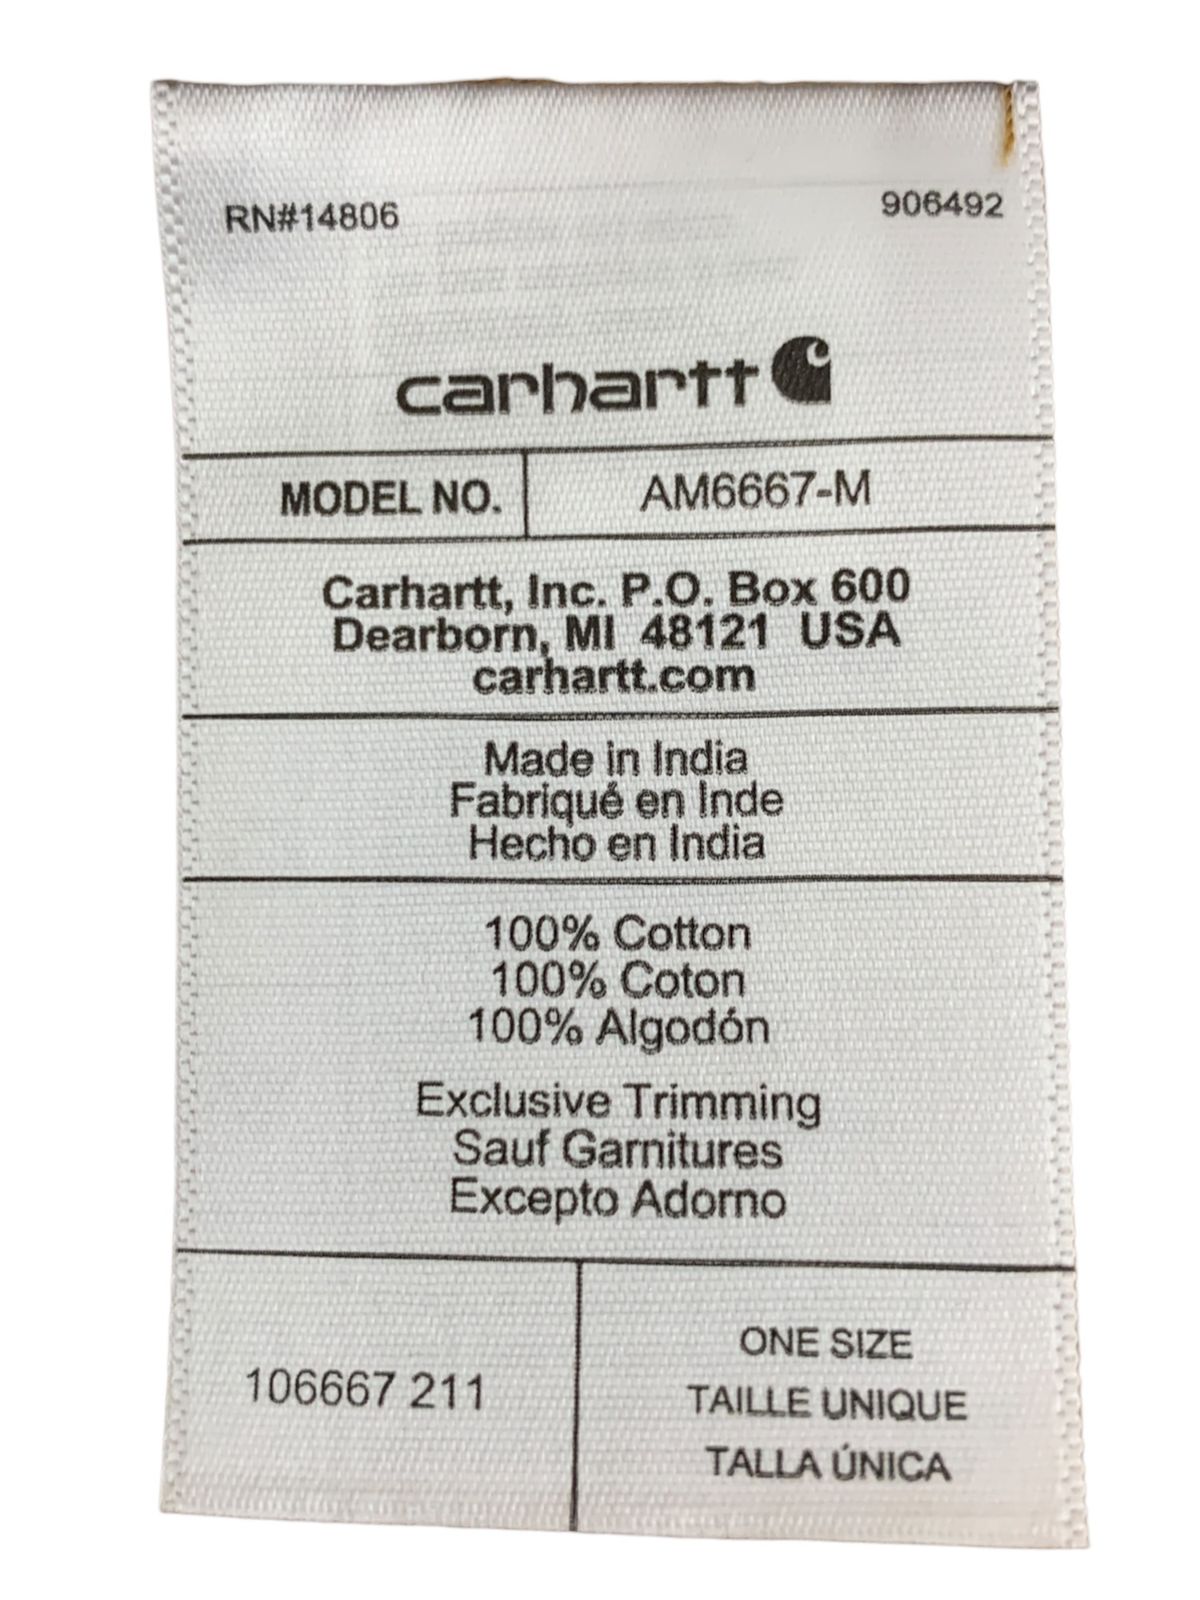 RN#14806 906492
carhartt
MODEL NO. AM6667-M
Carhartt, Inc. P.O. Box 600
Dearborn, MI 48121 USA
carhartt.com
Made in India
Fabriqué en Inde
Hecho en India
100% Cotton
100% Coton
100% Algodón
Exclusive Trimming
Sauf Garnitures
Excepto Adorno
106667 211
ONE SIZE
TAILLE UNIQUE
TALLA ÚNICA